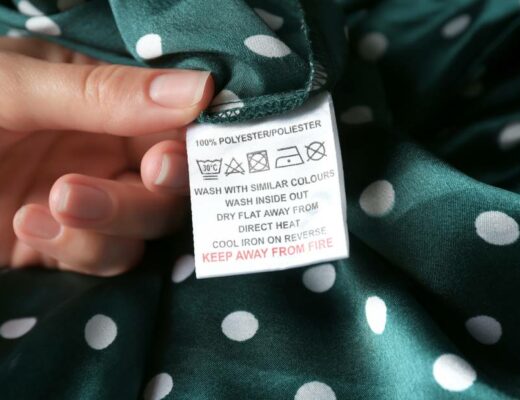 100% POLYESTER/POLIESTER
30°C
WASH WITH SIMILAR COLOURS
WASH INSIDE OUT
DRY FLAT AWAY FROM
DIRECT HEAT
COOL IRON ON REVERSE
KEEP AWAY FROM FIRE